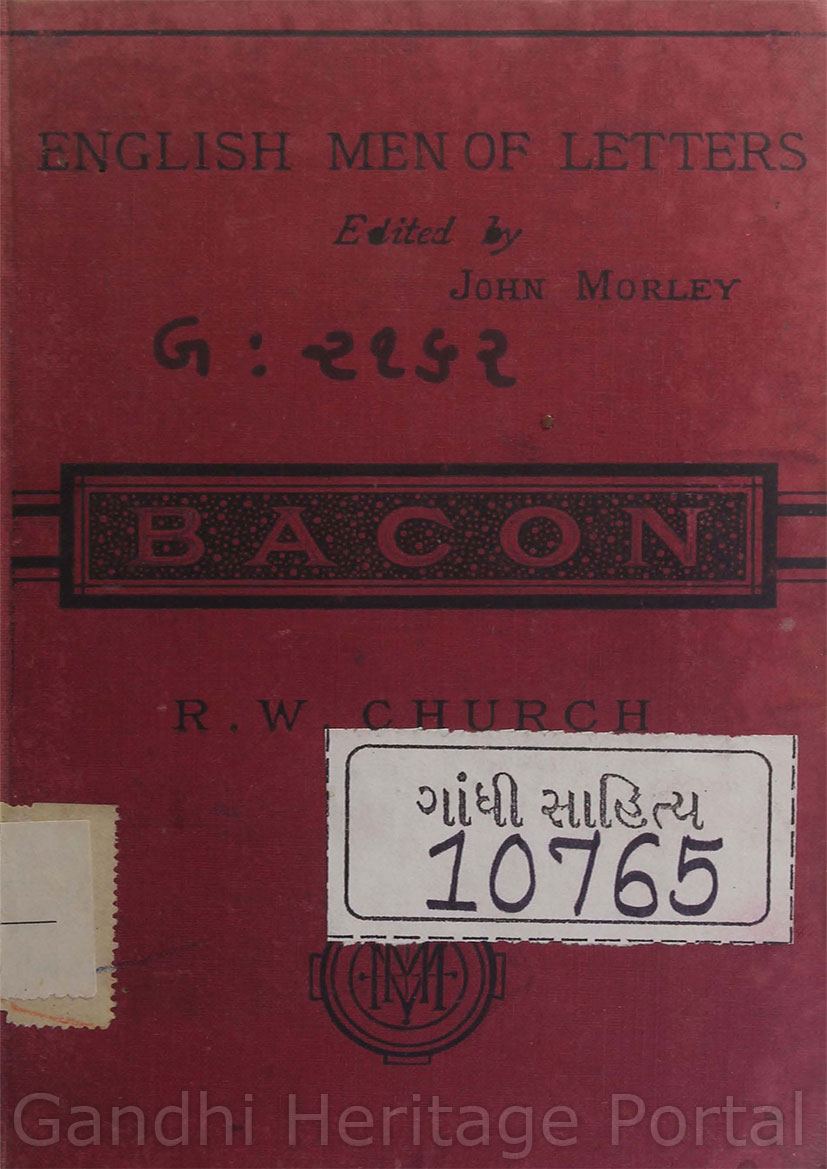 ENGLISH MEN OF LETTERS
Edited by
JOHN MORLEY
બ : ૨૧૬૨
BACON
R. W. CHURCH
ગાંધી સાહિત્ય
10765
Gandhi Heritage Portal